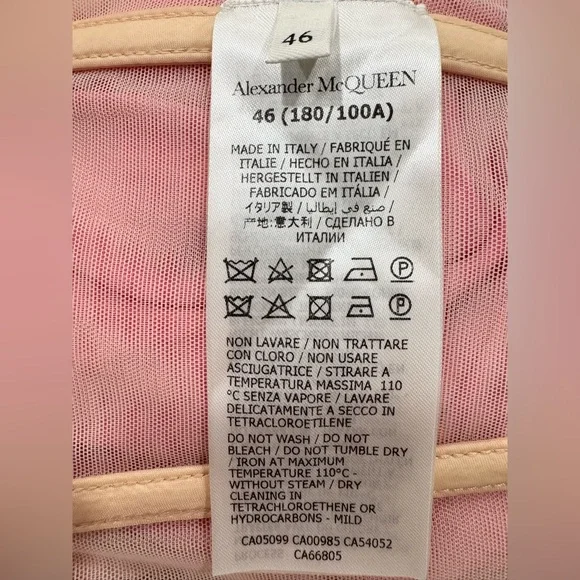 46
Alexander McQUEEN
46 (180/100A)
MADE IN ITALY / FABRIQUÉ EN
ITALIE / HECHO EN ITALIA /
HERGESTELLT IN ITALIEN /
FABRICADO EM ITÁLIA /
イタリア製 / صنع في إيطاليا /
产地:意大利 / СДЕЛАНО В
ИТАЛИИ
P
P
NON LAVARE / NON TRATTARE
CON CLORO / NON USARE
ASCIUGATRICE / STIRARE A
TEMPERATURA MASSIMA 110
°C SENZA VAPORE / LAVARE
DELICATAMENTE A SECCO IN
TETRACLOROETILENE
DO NOT WASH / DO NOT
BLEACH / DO NOT TUMBLE DRY
/ IRON AT MAXIMUM
TEMPERATURE 110°C-
WITHOUT STEAM / DRY
CLEANING IN
TETRACHLOROETHENE OR
HYDROCARBONS - MILD
CA05099 CA00985 CA54052
CA66805